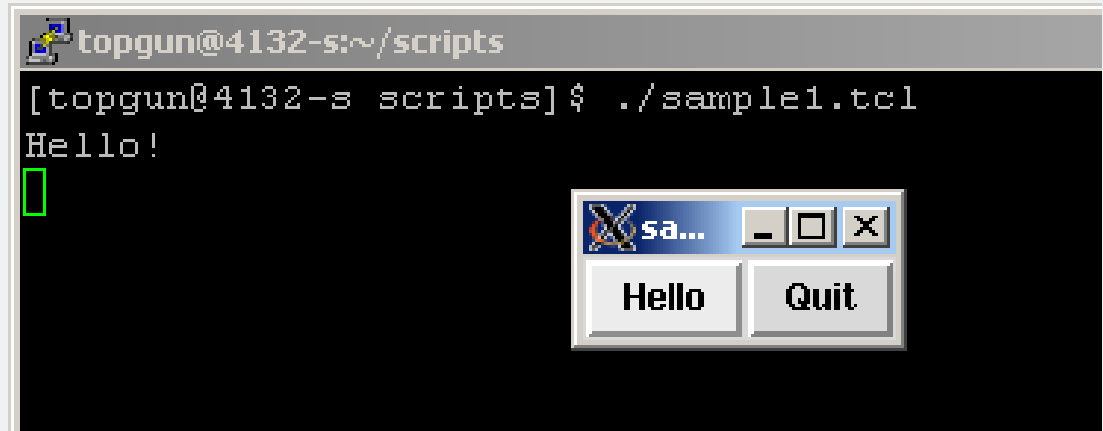 topgun@4132-s:~/scripts
[topgun@4132-s scripts]$ ./sample1.tcl
Hello!
sa...
Hello Quit